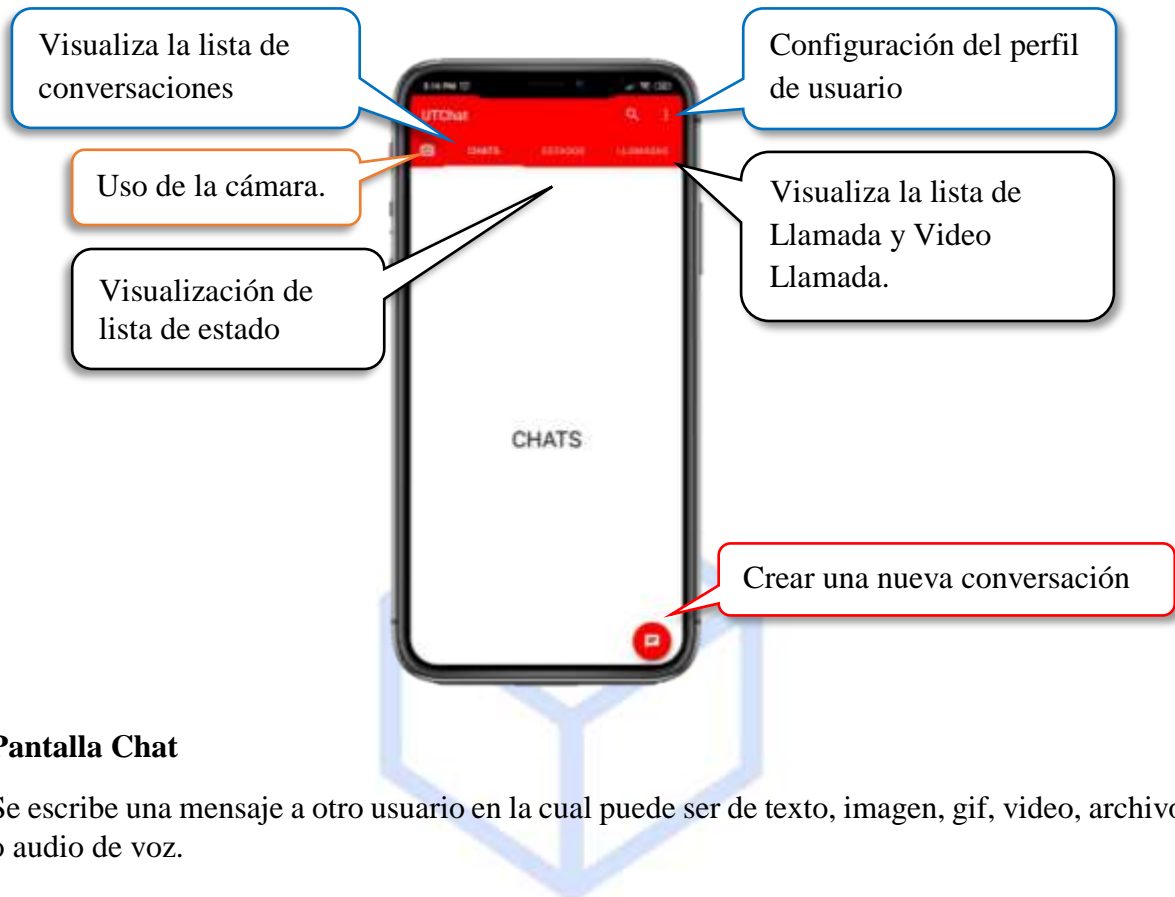 Visualiza la lista de
conversaciones
Configuración del perfil
de usuario
UTChat
CHATS
ESTADOS
LLAMADAS
Uso de la cámara.
Visualiza la lista de
Llamada y Video
Llamada.
Visualización de
lista de estado
CHATS
Crear una nueva conversación
Pantalla Chat
Se escribe una mensaje a otro usuario en la cual puede ser de texto, imagen, gif, video, archivo
o audio de voz.